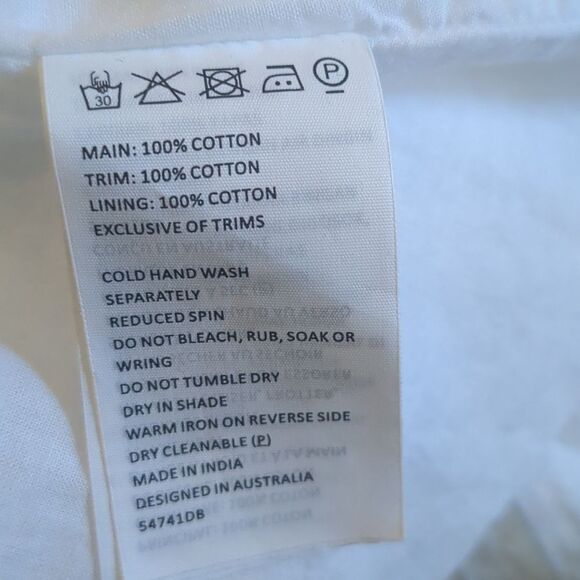 30 P
MAIN: 100% COTTON
TRIM: 100% COTTON
LINING: 100% COTTON
EXCLUSIVE OF TRIMS
COLD HAND WASH
SEPARATELY
REDUCED SPIN
DO NOT BLEACH, RUB, SOAK OR
WRING
DO NOT TUMBLE DRY
DRY IN SHADE
WARM IRON ON REVERSE SIDE
DRY CLEANABLE (P)
MADE IN INDIA
DESIGNED IN AUSTRALIA
54741DB